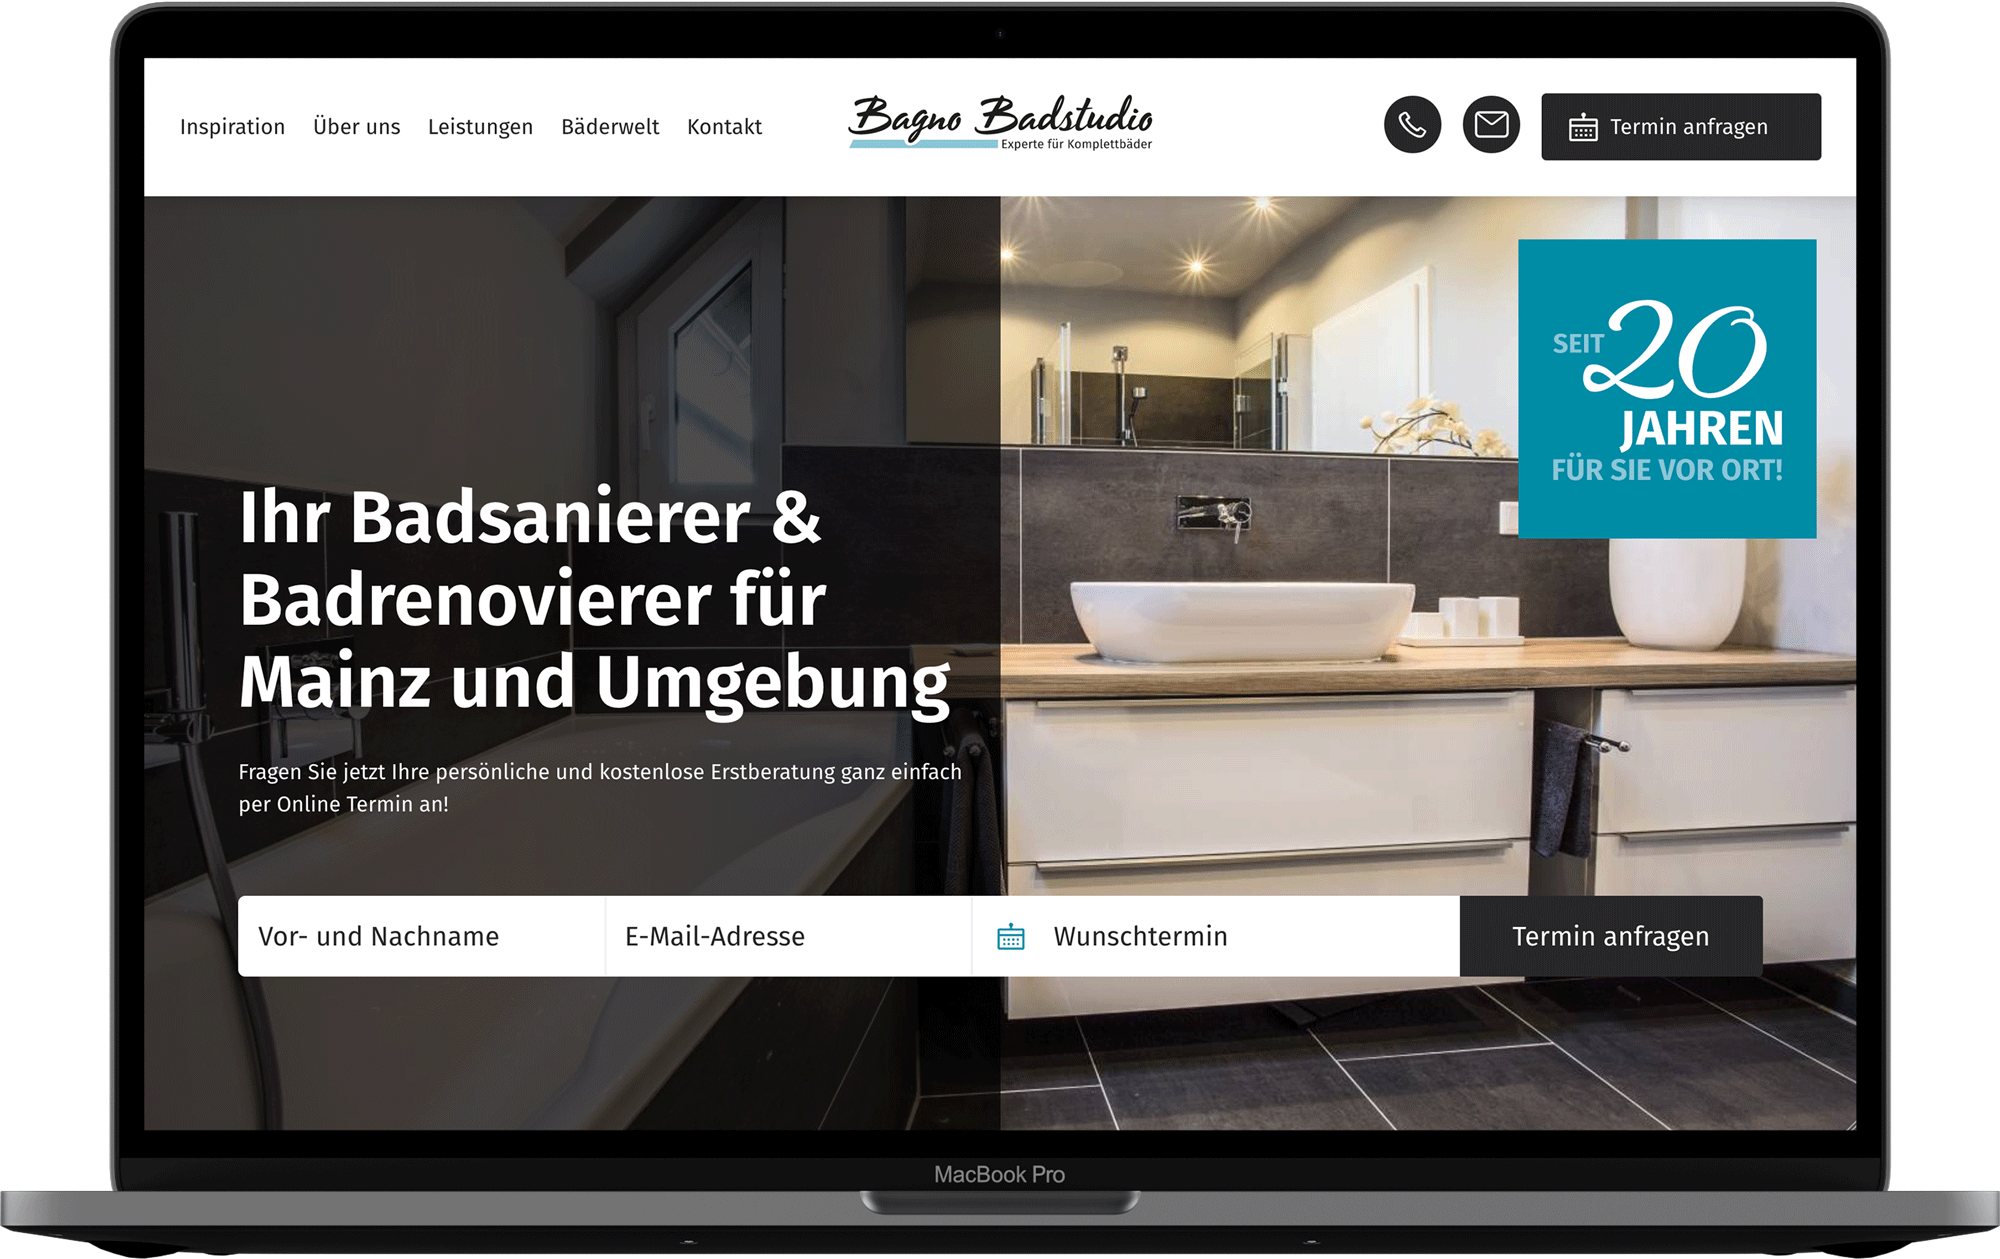 Inspiration Über uns Leistungen Bäderwelt Kontakt
Bagno Badstudio
Experte für Komplettbäder
Termin anfragen
SEIT 20
JAHREN
FÜR SIE VOR ORT!
Ihr Badsanierer &
Badrenovierer für
Mainz und Umgebung
Fragen Sie jetzt Ihre persönliche und kostenlose Erstberatung ganz einfach
per Online Termin an!
Vor- und Nachname E-Mail-Adresse Wunschtermin Termin anfragen
MacBook Pro